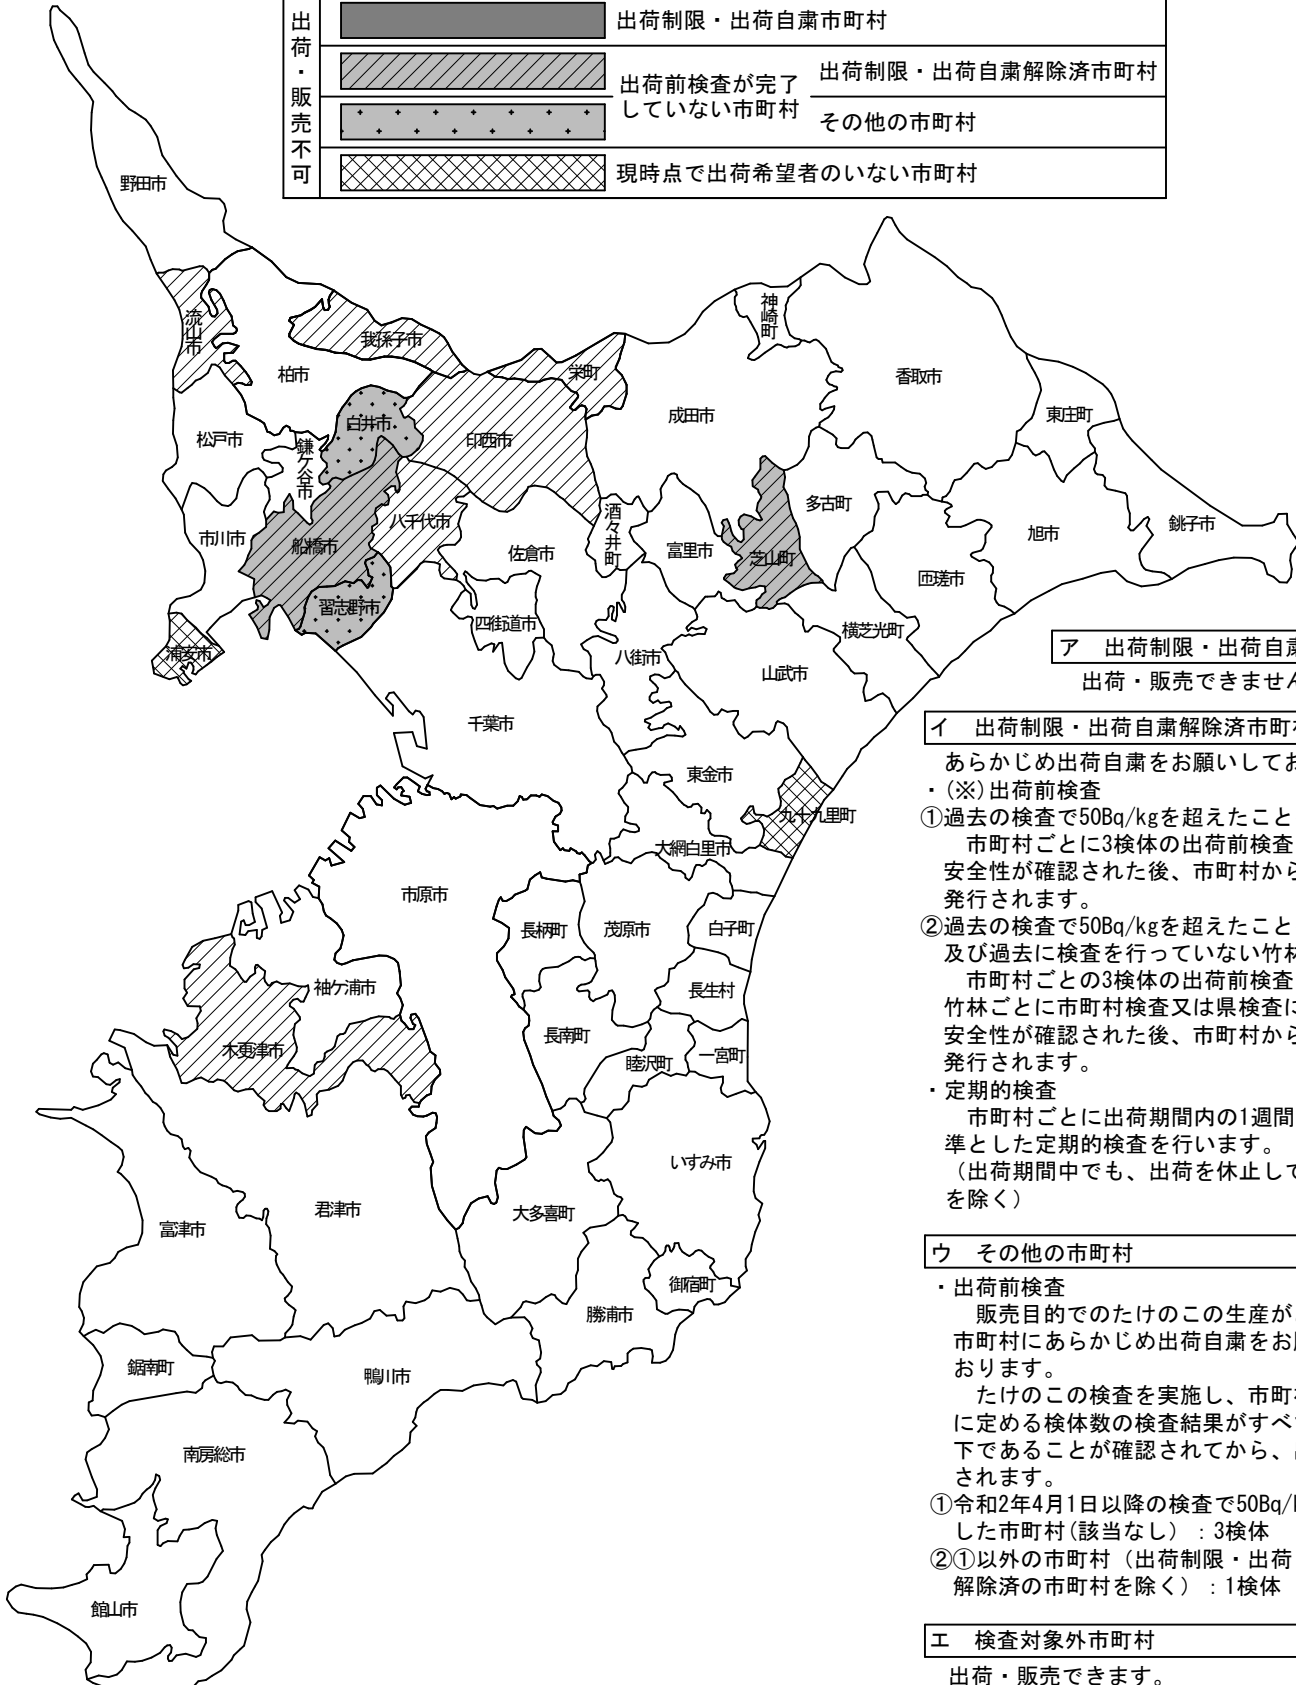 出荷・販売不可
出荷制限・出荷自粛市町村
出荷前検査が完了
していない市町村
出荷制限・出荷自粛解除済市町村
その他の市町村
現時点で出荷希望者のいない市町村
野田市
流山市
我孫子市
柏市
栄町
神崎町
香取市
成田市
東庄町
白井市
印西市
松戸市
鎌ケ谷市
多古町
酒々井町
八千代市
市川市
船橋市
佐倉市
富里市
芝山町
旭市
銚子市
匝瑳市
習志野市
四街道市
横芝光町
浦安市
八街市
山武市
千葉市
東金市
九十九里町
大網白里市
市原市
長柄町
茂原市
白子町
袖ケ浦市
長生村
木更津市
長南町
睦沢町
一宮町
いすみ市
君津市
大多喜町
富津市
御宿町
勝浦市
鋸南町
鴨川市
南房総市
館山市
ア　出荷制限・出荷自粛
出荷・販売できません
イ　出荷制限・出荷自粛解除済市町村
あらかじめ出荷自粛をお願いしてお
・(※)出荷前検査
①過去の検査で50Bq/kgを超えたこと
市町村ごとに3検体の出荷前検査
安全性が確認された後、市町村から
発行されます。
②過去の検査で50Bq/kgを超えたこと
及び過去に検査を行っていない竹林
市町村ごとの3検体の出荷前検査
竹林ごとに市町村検査又は県検査に
安全性が確認された後、市町村から
発行されます。
・定期的検査
市町村ごとに出荷期間内の1週間
準とした定期的検査を行います。
（出荷期間中でも、出荷を休止して
を除く）
ウ　その他の市町村
・出荷前検査
販売目的でのたけのこの生産が
市町村にあらかじめ出荷自粛をお願
おります。
たけのこの検査を実施し、市町村
に定める検体数の検査結果がすべて
下であることが確認されてから、
されます。
①令和2年4月1日以降の検査で50Bq/k
した市町村(該当なし）：3検体
②①以外の市町村（出荷制限・出荷
解除済の市町村を除く）：1検体
エ　検査対象外市町村
出荷・販売できます。